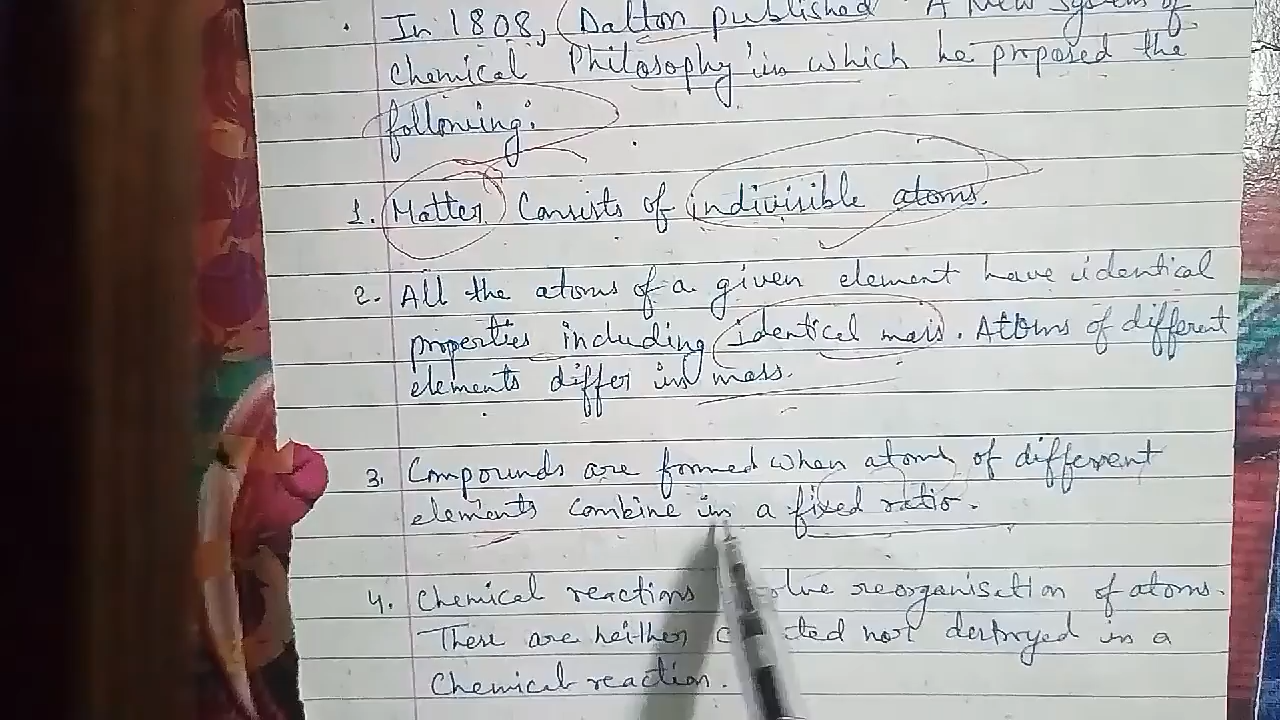 . In 1808, (Dalton published 'A New System of
Chemical Philosophy' in which he proposed the
following:
1. Matter Consists of indivisible atoms.
2. All the atoms of a given element have identical
properties including identical mass. Atoms of different
elements differ in mass.
3. Compounds are formed when atoms of different
elements combine in a fixed ratio.
4. Chemical reactions reorganisation of atoms.
These are neither nor destroyed in a
Chemical reaction.